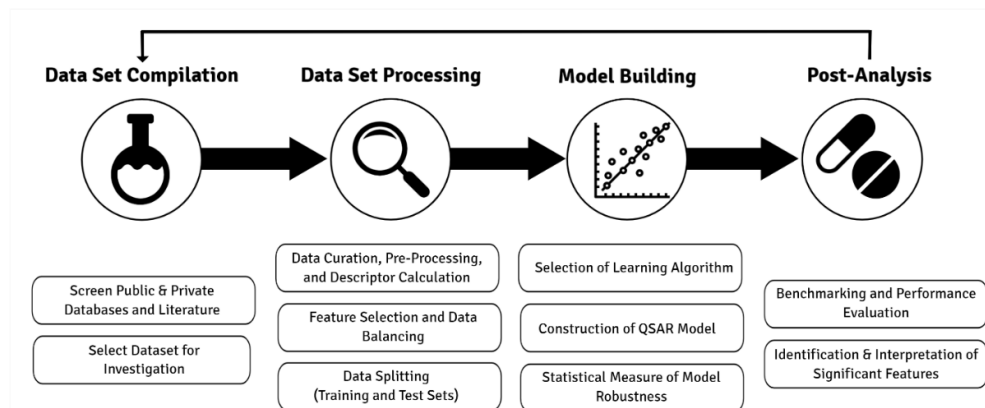 Data Set Compilation
Data Set Processing
Model Building
Post-Analysis
Screen Public & Private
Databases and Literature
Select Dataset for
Investigation
Data Curation, Pre-Processing,
and Descriptor Calculation
Feature Selection and Data
Balancing
Data Splitting
(Training and Test Sets)
Selection of Learning Algorithm
Construction of QSAR Model
Statistical Measure of Model
Robustness
Benchmarking and Performance
Evaluation
Identification & Interpretation of
Significant Features